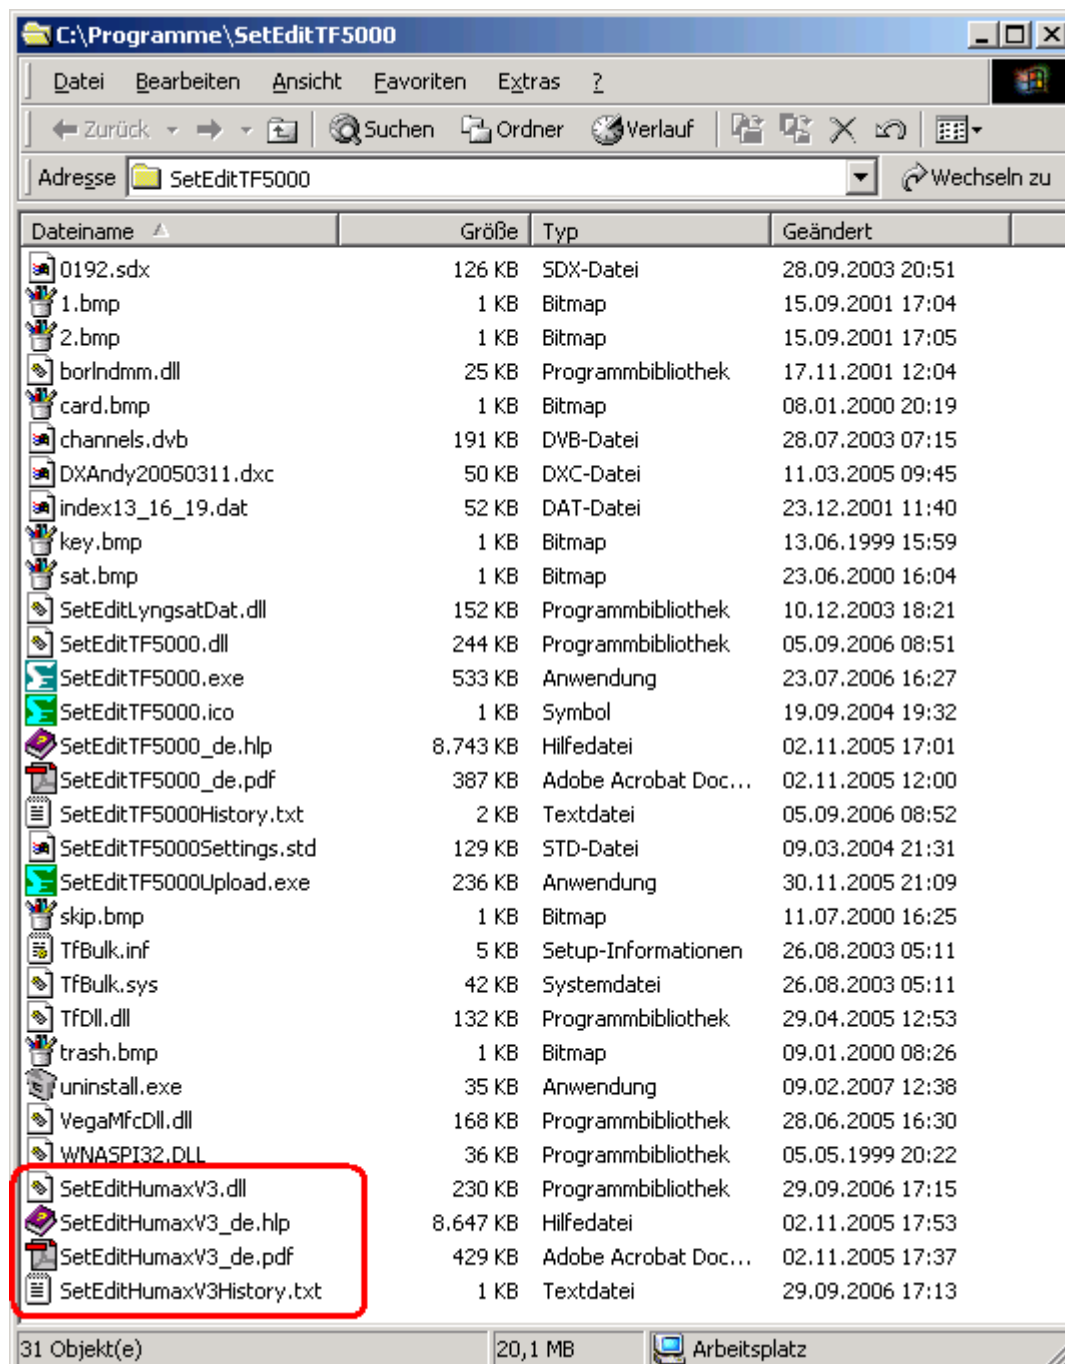 C:\Programme\SetEditTF5000
Datei Bearbeiten Ansicht Favoriten Extras ?
Zurück Suchen Ordner Verlauf
Adresse SetEditTF5000 Wechseln zu
Dateiname Größe Typ Geändert
0192.sdx 126 KB SDX-Datei 28.09.2003 20:51
1.bmp 1 KB Bitmap 15.09.2001 17:04
2.bmp 1 KB Bitmap 15.09.2001 17:05
borlndmm.dll 25 KB Programmbibliothek 17.11.2001 12:04
card.bmp 1 KB Bitmap 08.01.2000 20:19
channels.dvb 191 KB DVB-Datei 28.07.2003 07:15
DXAndy20050311.dxc 50 KB DXC-Datei 11.03.2005 09:45
index13_16_19.dat 52 KB DAT-Datei 23.12.2001 11:40
key.bmp 1 KB Bitmap 13.06.1999 15:59
sat.bmp 1 KB Bitmap 23.06.2000 16:04
SetEditLyngsatDat.dll 152 KB Programmbibliothek 10.12.2003 18:21
SetEditTF5000.dll 244 KB Programmbibliothek 05.09.2006 08:51
SetEditTF5000.exe 533 KB Anwendung 23.07.2006 16:27
SetEditTF5000.ico 1 KB Symbol 19.09.2004 19:32
SetEditTF5000_de.hlp 8.743 KB Hilfedatei 02.11.2005 17:01
SetEditTF5000_de.pdf 387 KB Adobe Acrobat Doc... 02.11.2005 12:00
SetEditTF5000History.txt 2 KB Textdatei 05.09.2006 08:52
SetEditTF5000Settings.std 129 KB STD-Datei 09.03.2004 21:31
SetEditTF5000Upload.exe 236 KB Anwendung 30.11.2005 21:09
skip.bmp 1 KB Bitmap 11.07.2000 16:25
TfBulk.inf 5 KB Setup-Informationen 26.08.2003 05:11
TfBulk.sys 42 KB Systemdatei 26.08.2003 05:11
TfDll.dll 132 KB Programmbibliothek 29.04.2005 12:53
trash.bmp 1 KB Bitmap 09.01.2000 08:26
uninstall.exe 35 KB Anwendung 09.02.2007 12:38
VegaMfcDll.dll 168 KB Programmbibliothek 28.06.2005 16:30
WNASPI32.DLL 36 KB Programmbibliothek 05.05.1999 20:22
SetEditHumaxV3.dll 230 KB Programmbibliothek 29.09.2006 17:15
SetEditHumaxV3_de.hlp 8.647 KB Hilfedatei 02.11.2005 17:53
SetEditHumaxV3_de.pdf 429 KB Adobe Acrobat Doc... 02.11.2005 17:37
SetEditHumaxV3History.txt 1 KB Textdatei 29.09.2006 17:13
31 Objekt(e) 20,1 MB Arbeitsplatz